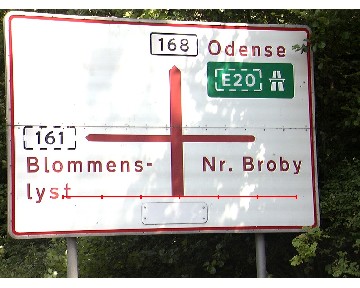 168 Odense
E20
161
Blommens-
lyst
Nr. Broby